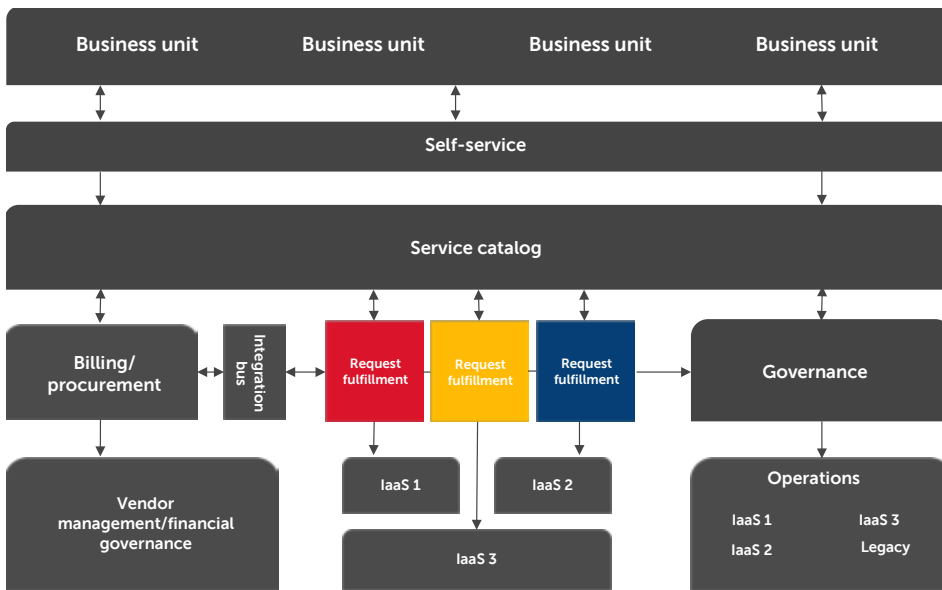 Business unit
Business unit
Business unit
Business unit
Self-service
Service catalog
Billing/
procurement
Integration
bus
Request
fulfillment
Request
fulfillment
Request
fulfillment
Governance
Vendor
management/financial
governance
IaaS 1
IaaS 2
IaaS 3
Operations
IaaS 1
IaaS 3
IaaS 2
Legacy